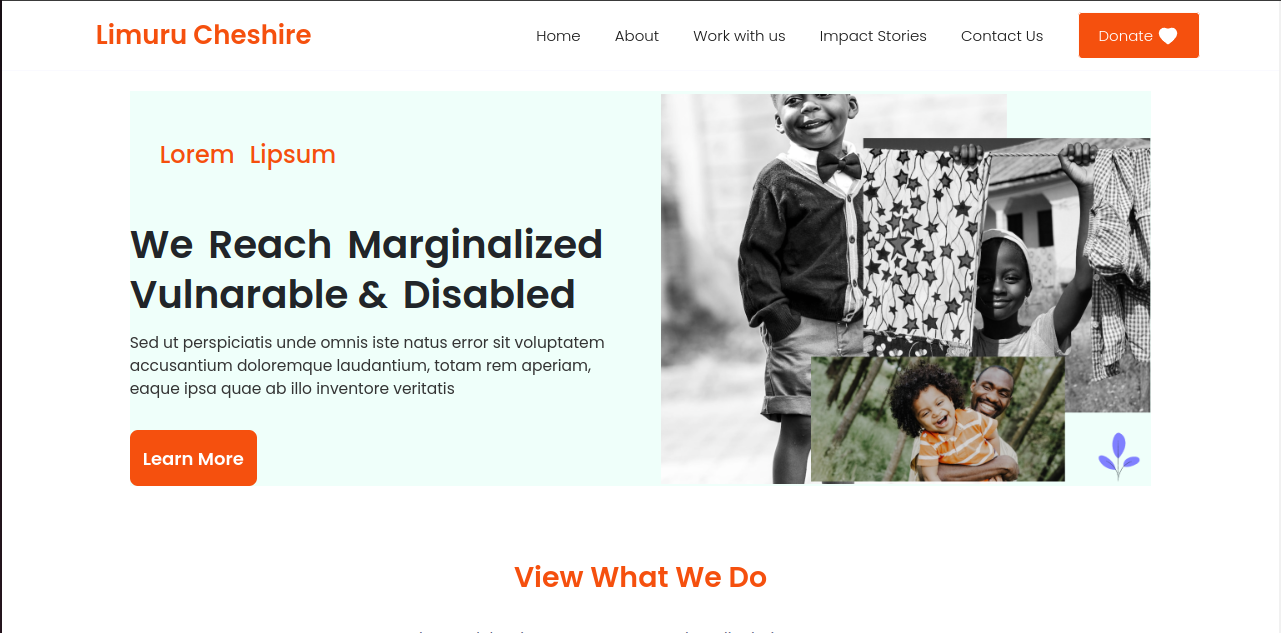 Limuru Cheshire
Home About Work with us Impact Stories Contact Us Donate
Lorem Lipsum
We Reach Marginalized
Vulnarable & Disabled
Sed ut perspiciatis unde omnis iste natus error sit voluptatem
accusantium doloremque laudantium, totam rem aperiam,
eaque ipsa quae ab illo inventore veritatis
Learn More
View What We Do